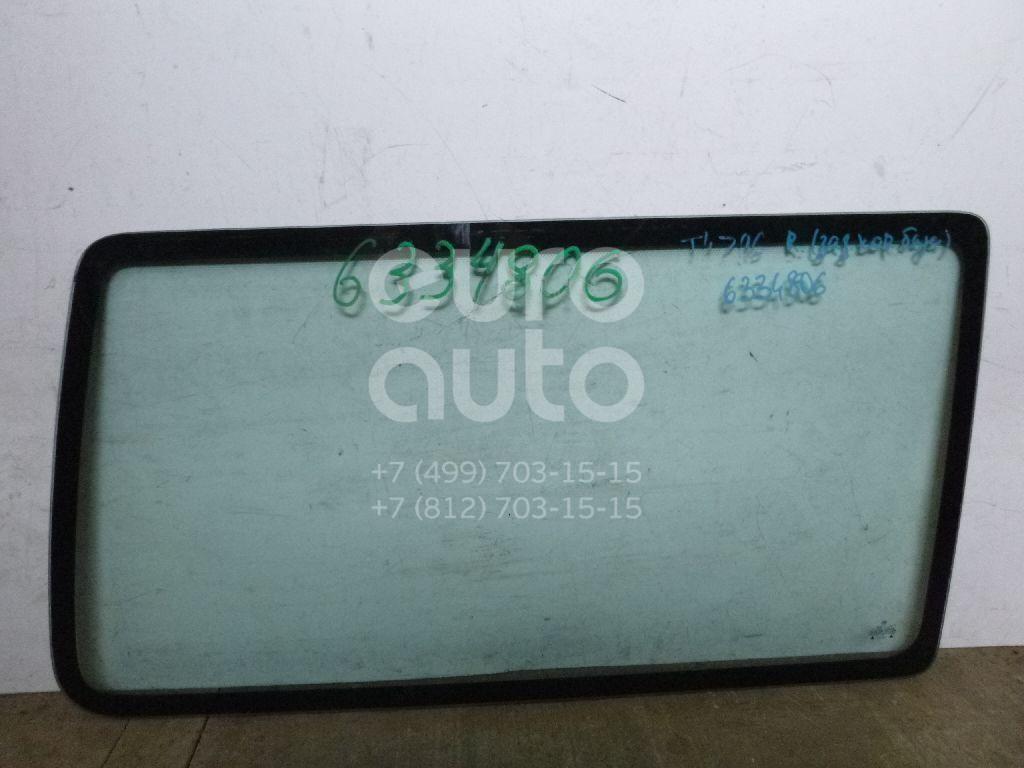 6334806
T4>96 R (зад кор. база)
6334806
euro
auto
+7 (499) 703-15-15
+7 (812) 703-15-15